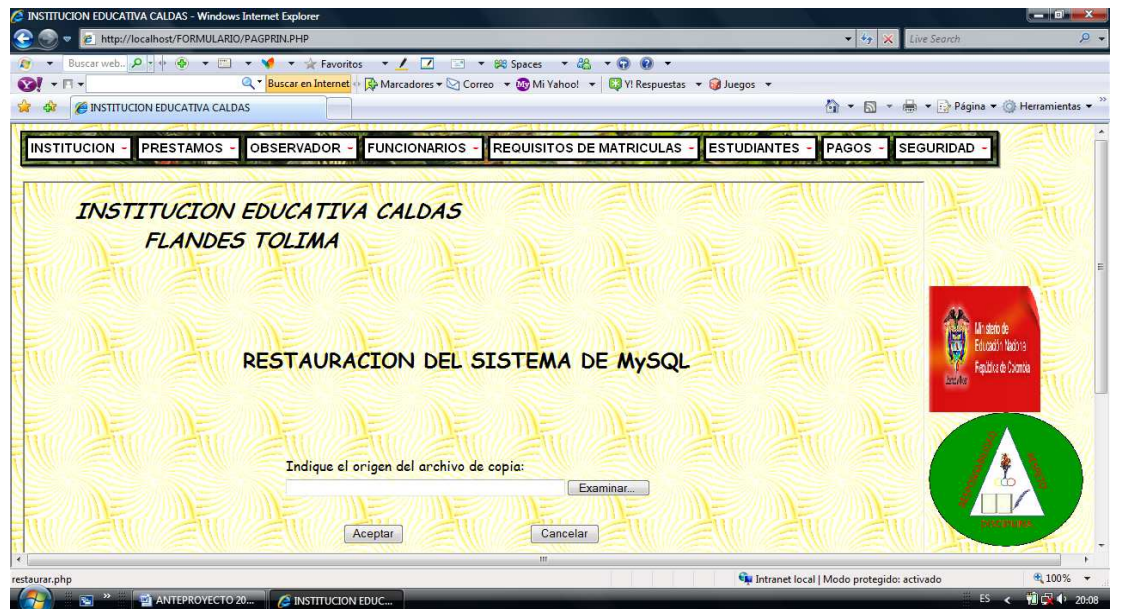 INSTITUCION EDUCATIVA CALDAS - Windows Internet Explorer
http://localhost/FORMULARIO/PAGPRIN.PHP
Live Search
Buscar web..
Favoritos
Spaces
Buscar en Internet
Marcadores
Correo
Mi Yahoo!
Y! Respuestas
Juegos
INSTITUCION EDUCATIVA CALDAS
Página
Herramientas
INSTITUCION - PRESTAMOS - OBSERVADOR - FUNCIONARIOS - REQUISITOS DE MATRICULAS - ESTUDIANTES - PAGOS - SEGURIDAD -
INSTITUCION EDUCATIVA CALDAS
FLANDES TOLIMA
RESTAURACION DEL SISTEMA DE MySQL
Ministerio de
Educación Nacional
República de Colombia
Indique el origen del archivo de copia:
Examinar...
Aceptar
Cancelar
RESPONSABILIDAD
RESPETO
DISCIPLINA
restaurar.php
Intranet local | Modo protegido: activado
100%
ANTEPROYECTO 20...
INSTITUCION EDUC...
ES
20:08